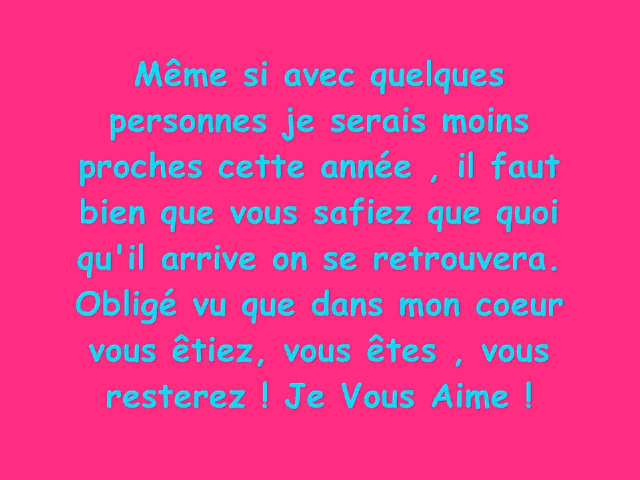 Même si avec quelques
personnes je serais moins
proches cette année , il faut
bien que vous safiez que quoi
qu'il arrive on se retrouvera.
Obligé vu que dans mon coeur
vous êtiez, vous êtes , vous
resterez ! Je Vous Aime !